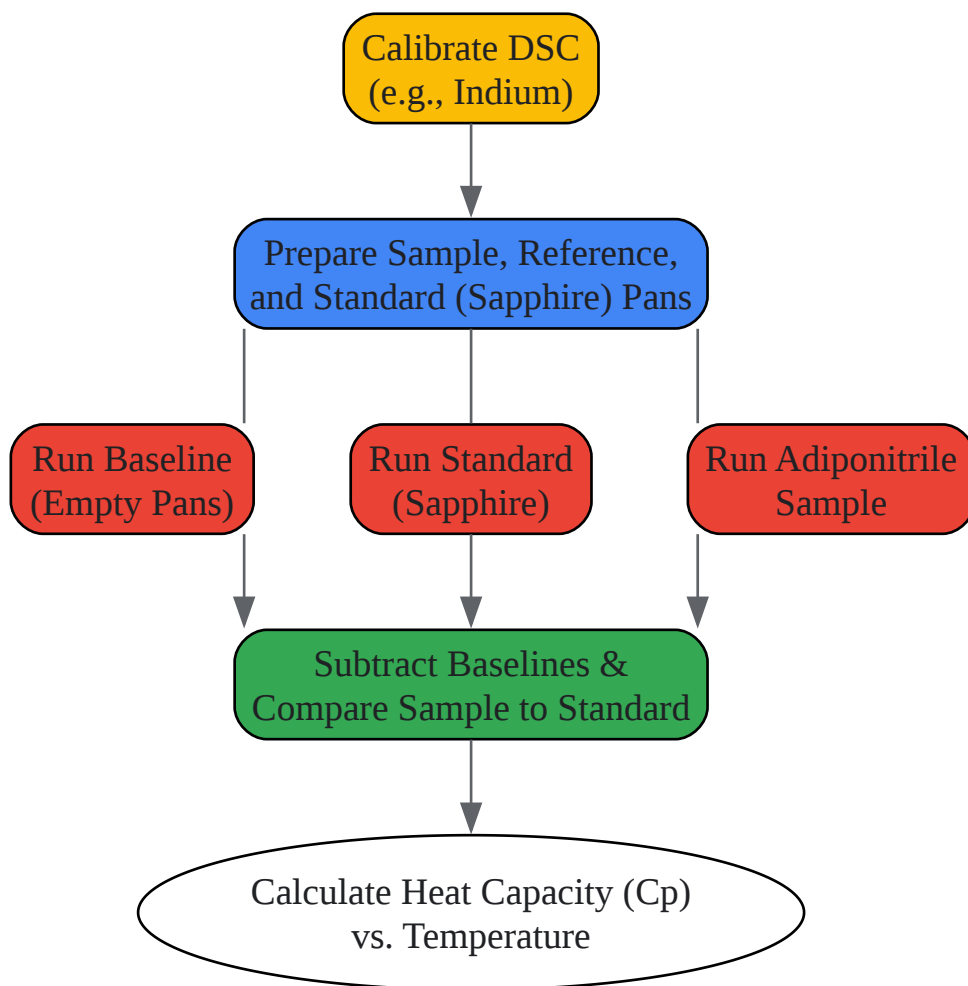 Calibrate DSC
(e.g., Indium)
Prepare Sample, Reference,
and Standard (Sapphire) Pans
Run Baseline
(Empty Pans)
Run Standard
(Sapphire)
Run Adiponitrile
Sample
Subtract Baselines &
Compare Sample to Standard
Calculate Heat Capacity (Cp)
vs. Temperature